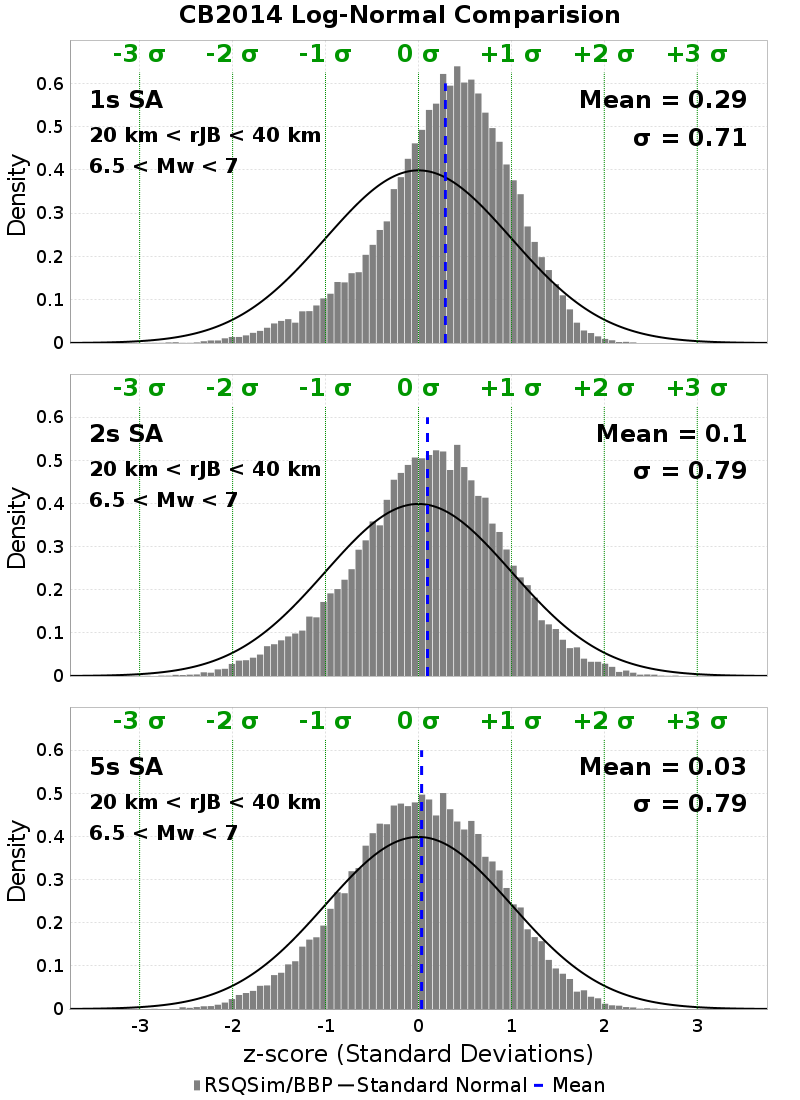 CB2014 Log-Normal Comparision
-3 σ -2 σ -1 σ 0 σ +1 σ +2 σ +3 σ
1s SA
20 km < rJB < 40 km
6.5 < Mw < 7
Mean = 0.29
σ = 0.71
Density
0.6
0.5
0.4
0.3
0.2
0.1
0
-3 σ -2 σ -1 σ 0 σ +1 σ +2 σ +3 σ
2s SA
20 km < rJB < 40 km
6.5 < Mw < 7
Mean = 0.1
σ = 0.79
Density
0.6
0.5
0.4
0.3
0.2
0.1
0
-3 σ -2 σ -1 σ 0 σ +1 σ +2 σ +3 σ
5s SA
20 km < rJB < 40 km
6.5 < Mw < 7
Mean = 0.03
σ = 0.79
Density
0.6
0.5
0.4
0.3
0.2
0.1
0
-3 -2 -1 0 1 2 3
z-score (Standard Deviations)
RSQSim/BBP Standard Normal Mean